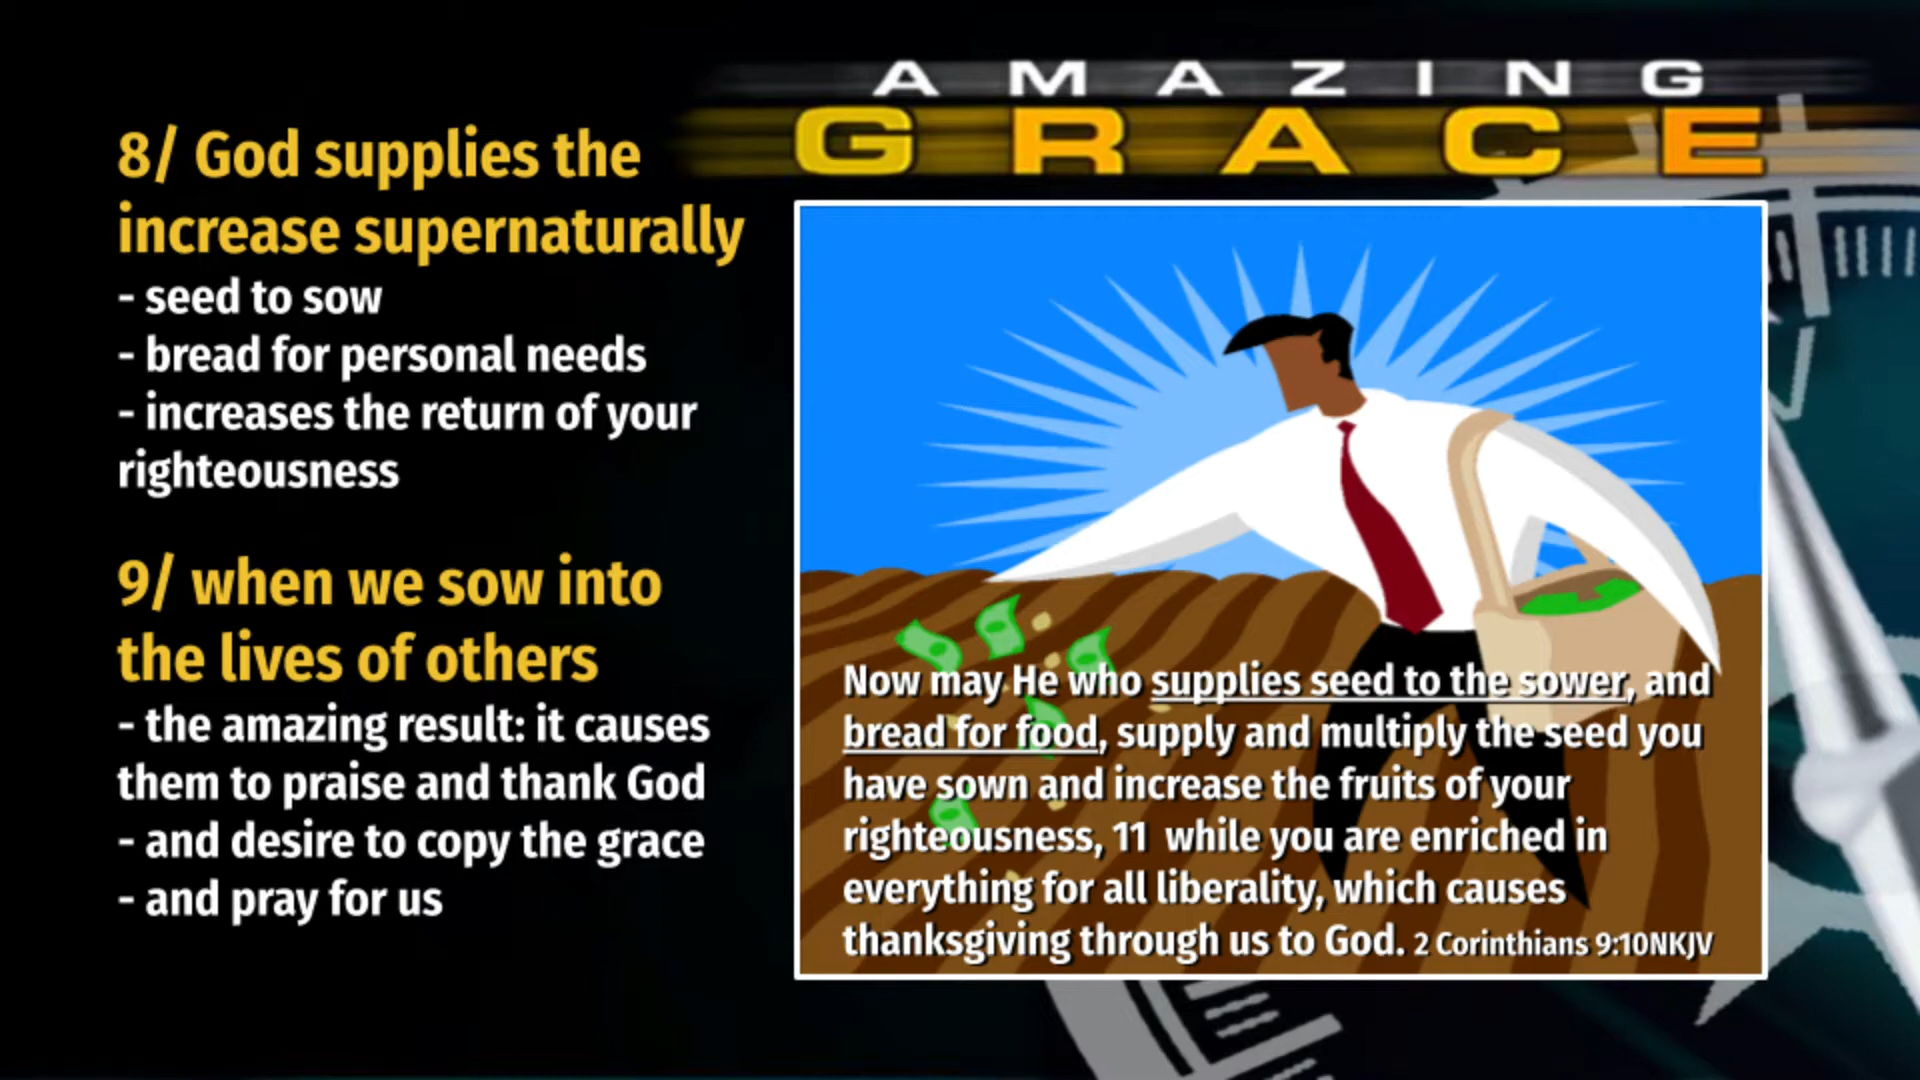 AMAZING
GRACE
8/ God supplies the
increase supernaturally
- seed to sow
- bread for personal needs
- increases the return of your
righteousness
9/ when we sow into
the lives of others
- the amazing result: it causes
them to praise and thank God
- and desire to copy the grace
- and pray for us
Now may He who supplies seed to the sower, and
bread for food, supply and multiply the seed you
have sown and increase the fruits of your
righteousness, 11 while you are enriched in
everything for all liberality, which causes
thanksgiving through us to God. 2 Corinthians 9:10NKJV